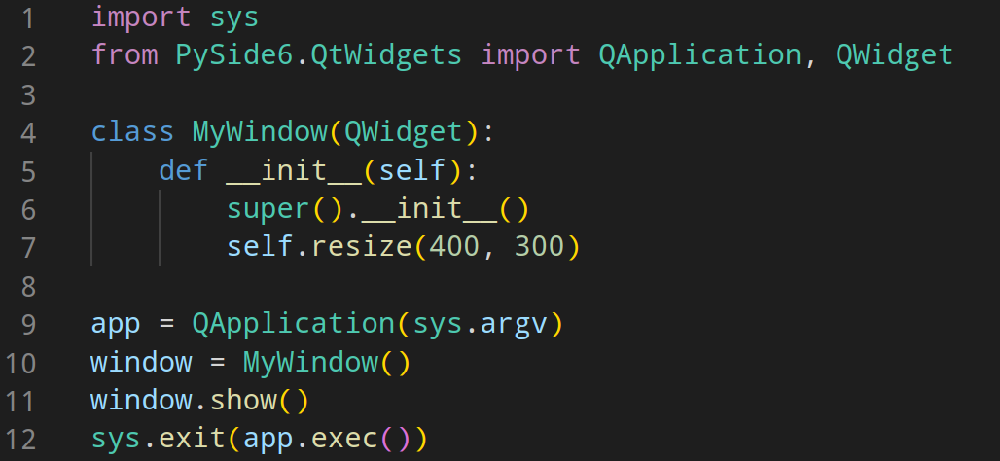 1 import sys
2 from PySide6.QtWidgets import QApplication, QWidget
3
4 class MyWindow(QWidget):
5     def __init__(self):
6         super().__init__()
7         self.resize(400, 300)
8
9 app = QApplication(sys.argv)
10 window = MyWindow()
11 window.show()
12 sys.exit(app.exec())